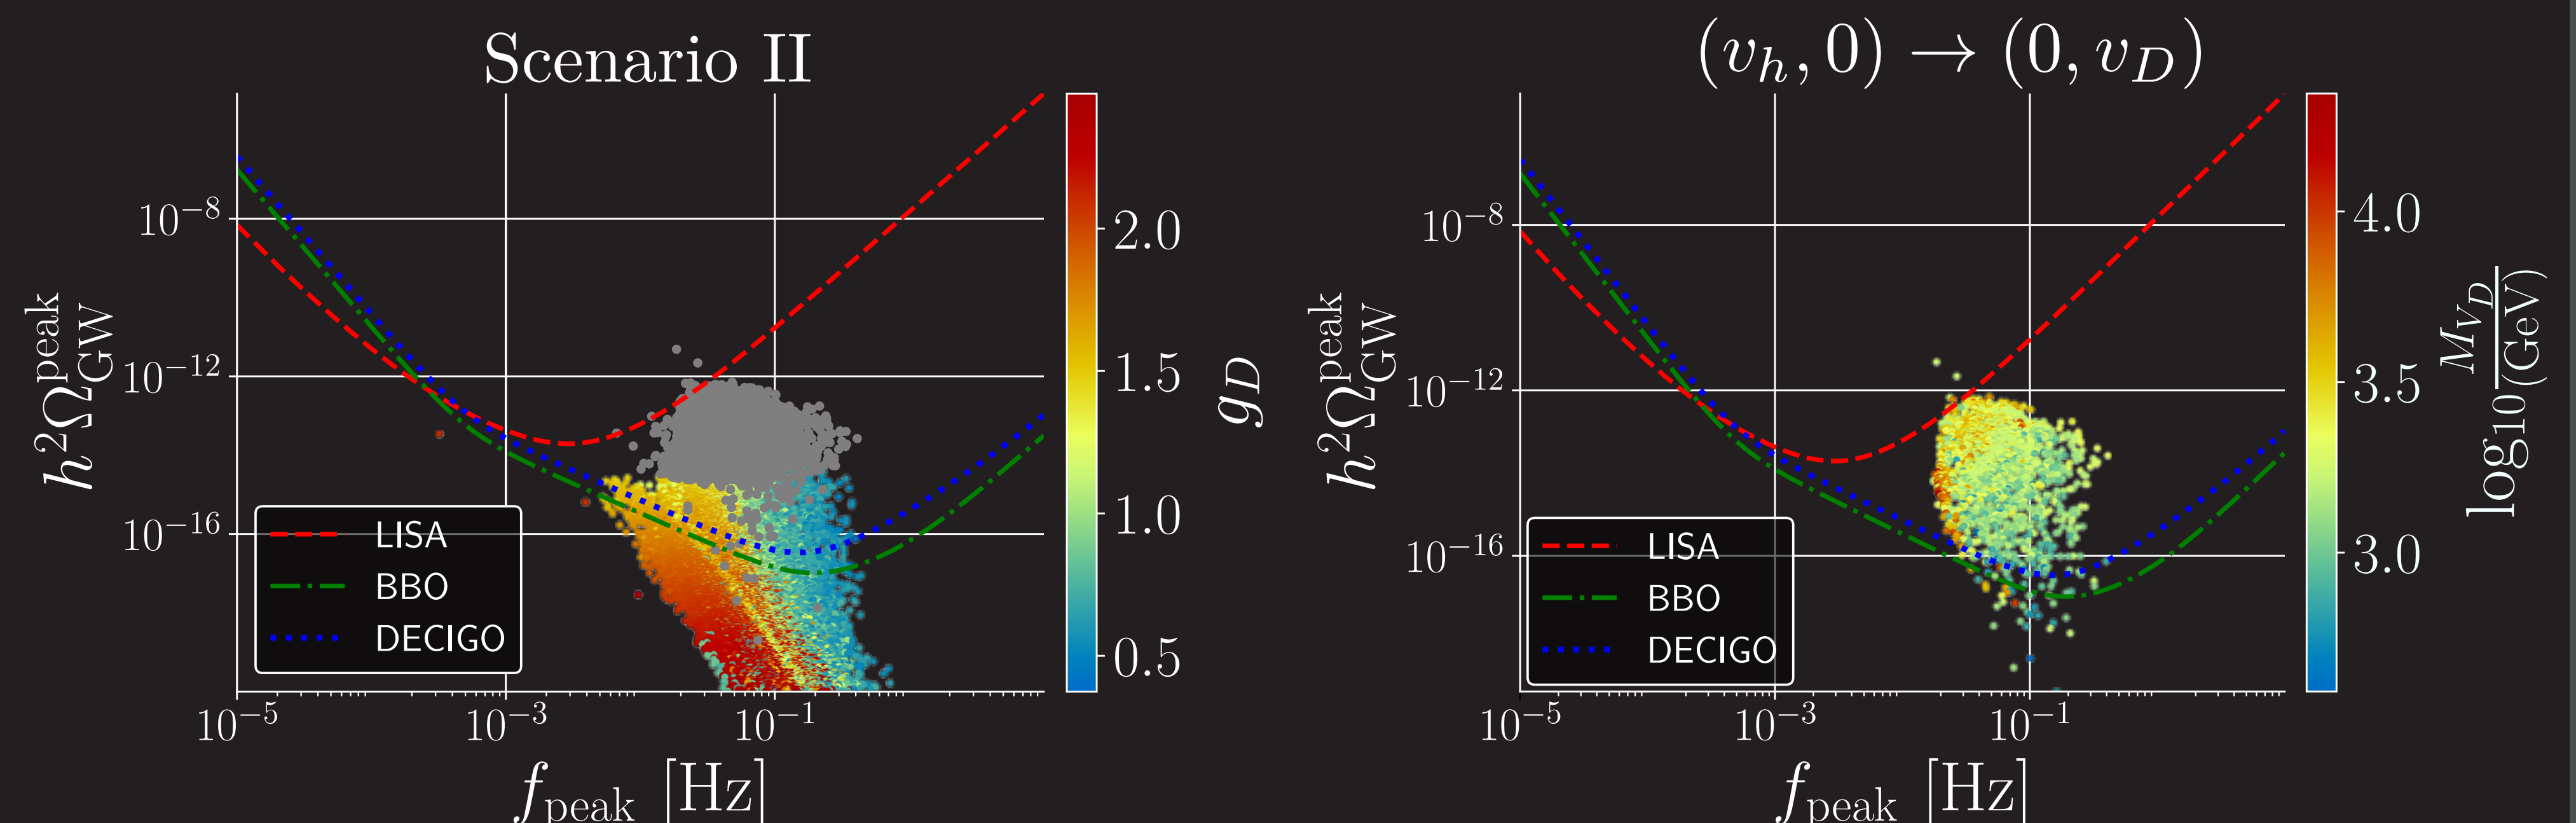 Scenario II
h²Ω_GW^peak
10⁻⁸
10⁻¹²
10⁻¹⁶
LISA
BBO
DECIGO
10⁻⁵
10⁻³
10⁻¹
f_peak [Hz]
2.0
1.5
1.0
0.5
g_D
(v_h, 0) → (0, v_D)
h²Ω_GW^peak
10⁻⁸
10⁻¹²
10⁻¹⁶
LISA
BBO
DECIGO
10⁻⁵
10⁻³
10⁻¹
f_peak [Hz]
4.0
3.5
3.0
log₁₀ M_{V_D}/(GeV)